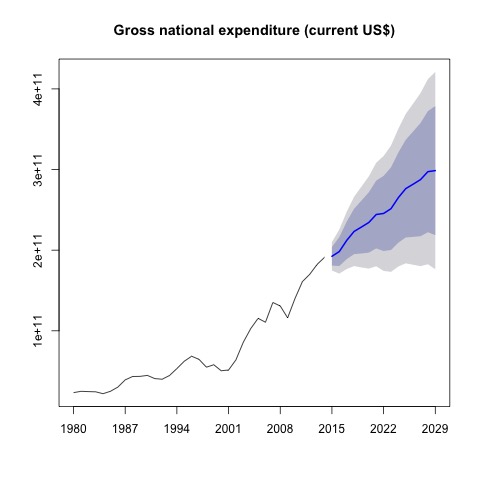 Gross national expenditure (current US$)
4e+11
3e+11
2e+11
1e+11
1980 1987 1994 2001 2008 2015 2022 2029